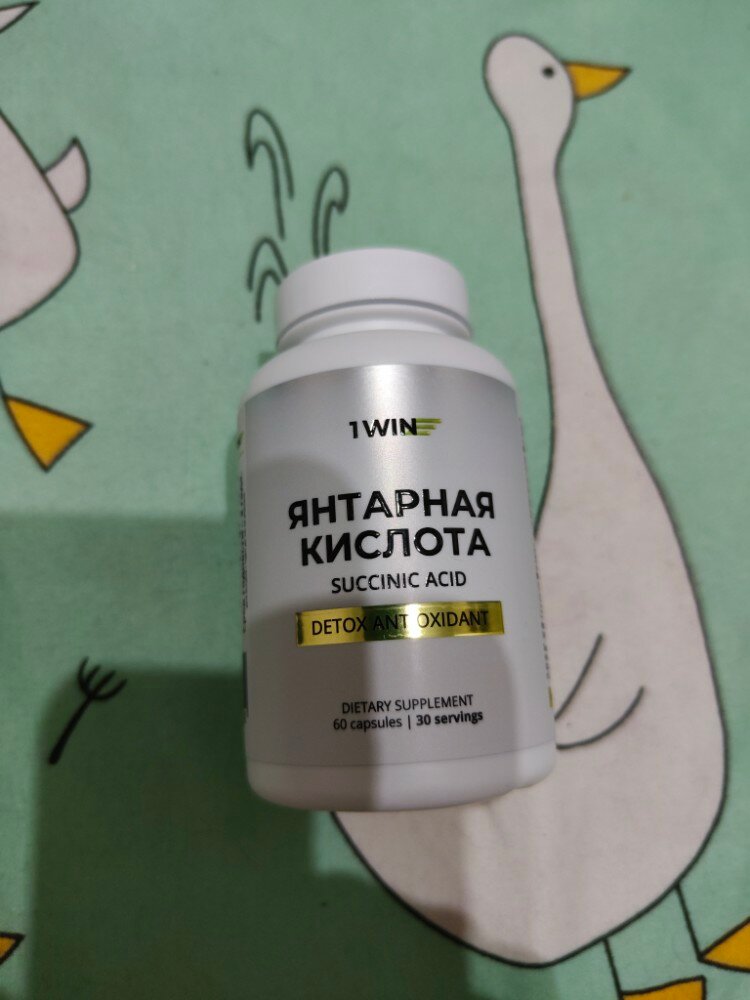 1WIN
ЯНТАРНАЯ
КИСЛОТА
SUCCINIC ACID
DETOX ANTIOXIDANT
DIETARY SUPPLEMENT
60 capsules | 30 servings